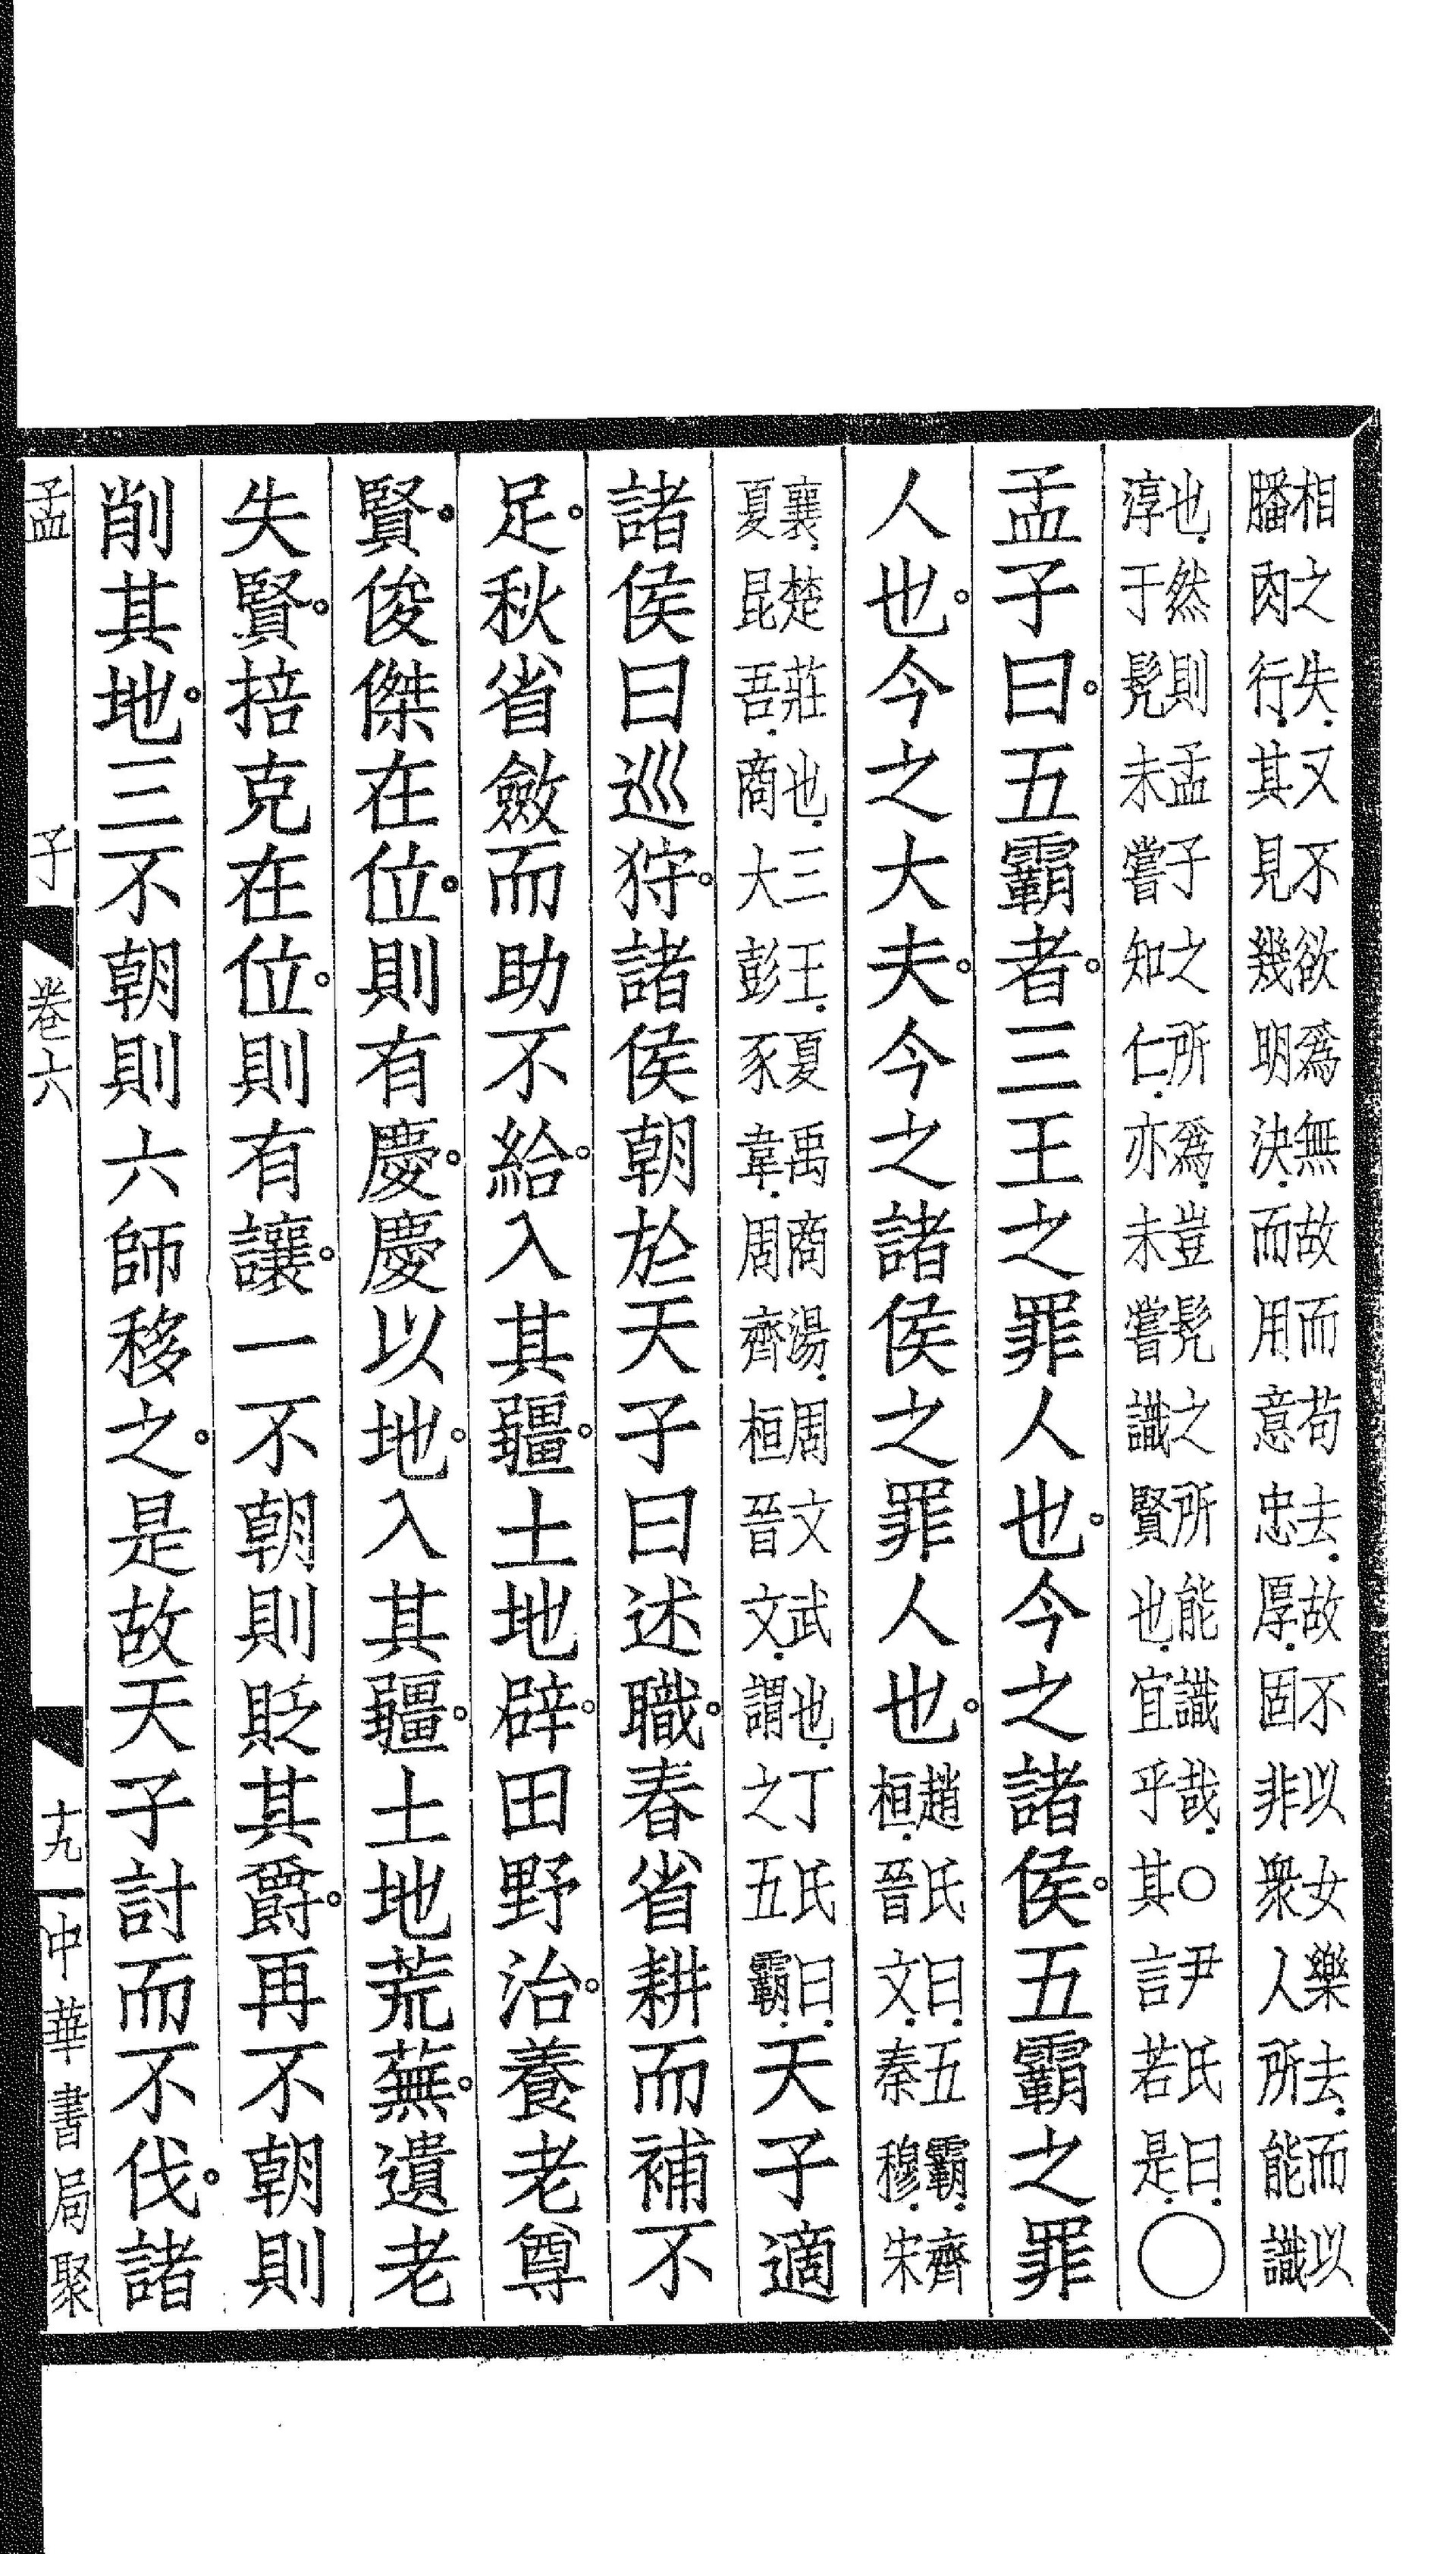 相之失、又不欲爲無故而苟去、故不以女樂去、而以
膰肉行、其見幾明決、而用意忠厚、固非衆人所能識
也、然則孟子之所爲、豈髠之所能識哉、○尹氏曰、
淳于髠未嘗知仁、亦未嘗識賢也、宜乎其言若是、○
孟子曰。五霸者。三王之罪人也。今之諸侯。五霸之罪
人也。今之大夫。今之諸侯之罪人也。趙氏曰、五霸、齊
桓、晉文、秦穆、宋
襄、楚莊也、三王、夏禹商湯、周文武也、丁氏曰、
夏昆吾、商大彭豕韋、周齊桓晉文、謂之五霸、天子適
諸侯曰巡狩。諸侯朝於天子曰述職。春省耕而補不
足。秋省斂而助不給。入其疆。土地辟。田野治。養老尊
賢。俊傑在位。則有慶。慶以地。入其疆。土地荒蕪。遺老
失賢。掊克在位。則有讓。一不朝則貶其爵。再不朝則
削其地。三不朝則六師移之。是故天子討而不伐。諸
孟子 卷六 十九 中華書局聚